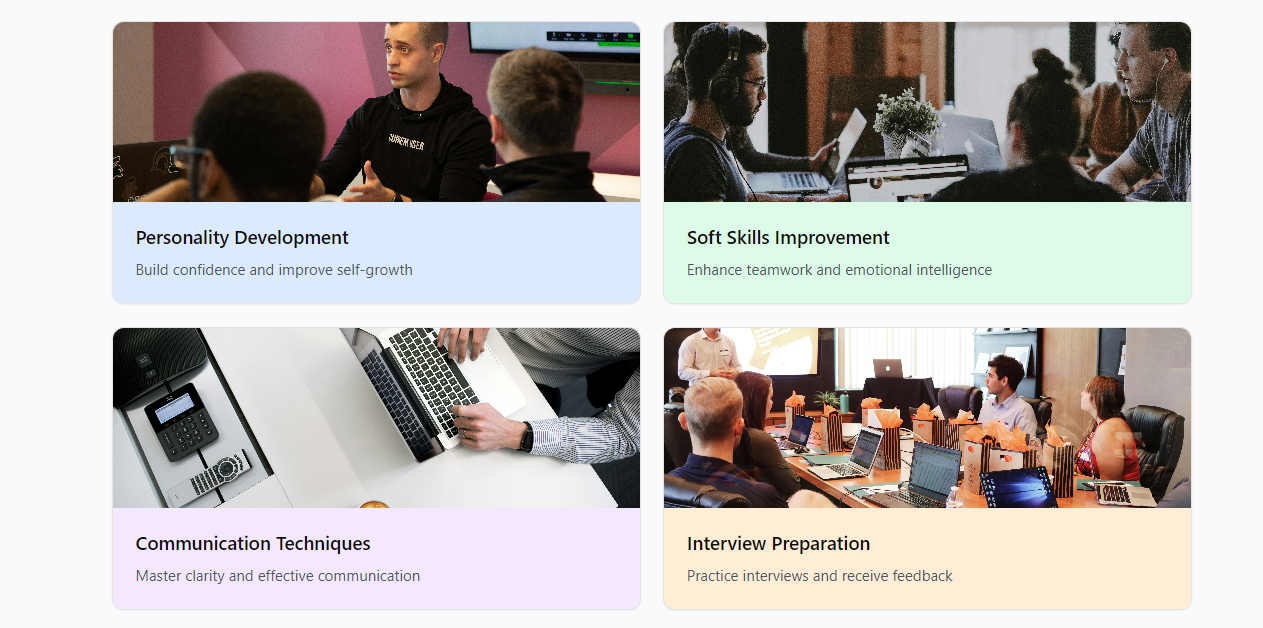 Personality Development
Build confidence and improve self-growth
Soft Skills Improvement
Enhance teamwork and emotional intelligence
Communication Techniques
Master clarity and effective communication
Interview Preparation
Practice interviews and receive feedback